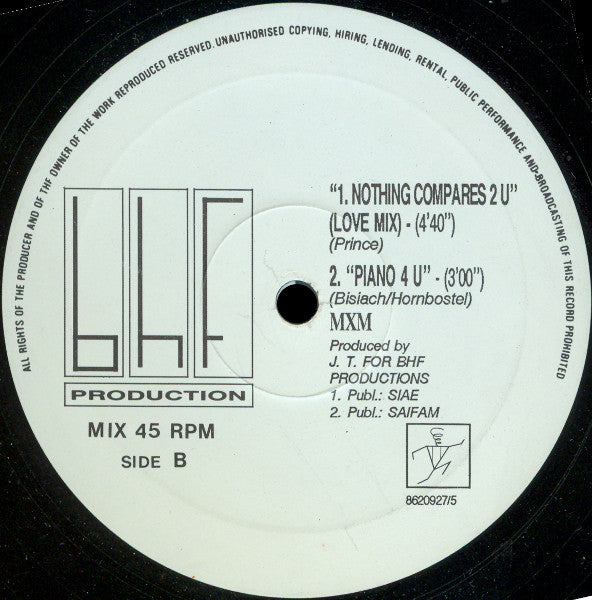 ALL RIGHTS OF THE PRODUCER AND OF THE OWNER OF THE WORK REPRODUCED RESERVED. UNAUTHORISED COPYING, HIRING, LENDING, RENTAL, PUBLIC PERFORMANCE AND BROADCASTING OF THIS RECORD PROHIBITED
bhf
PRODUCTION
MIX 45 RPM
SIDE B
"1. NOTHING COMPARES 2 U"
(LOVE MIX) - (4'40")
(Prince)
2. "PIANO 4 U" - (3'00")
(Bisiach/Hornbostel)
MXM
Produced by
J. T. FOR BHF
PRODUCTIONS
1. Publ.: SIAE
2. Publ.: SAIFAM
8620927/5